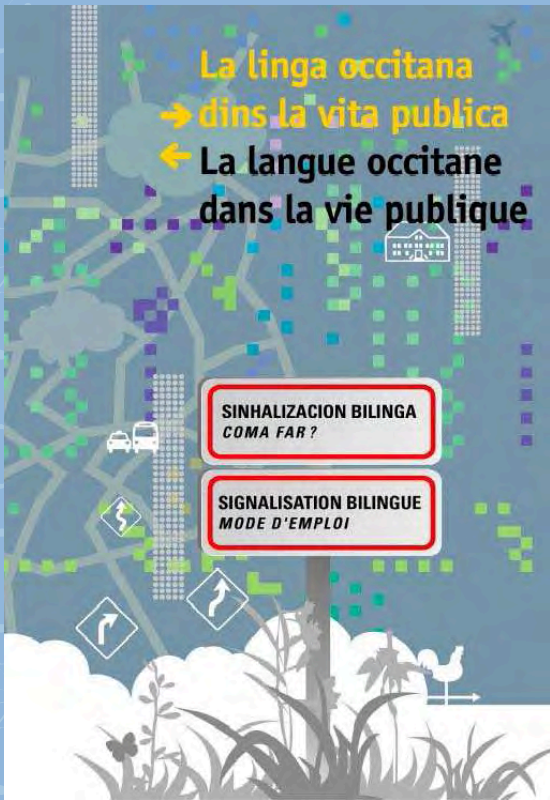 La linga occitana
→ dins la vita publica
← La langue occitane
dans la vie publique
SINHALIZACION BILINGA
COMA FAR ?
SIGNALISATION BILINGUE
MODE D'EMPLOI